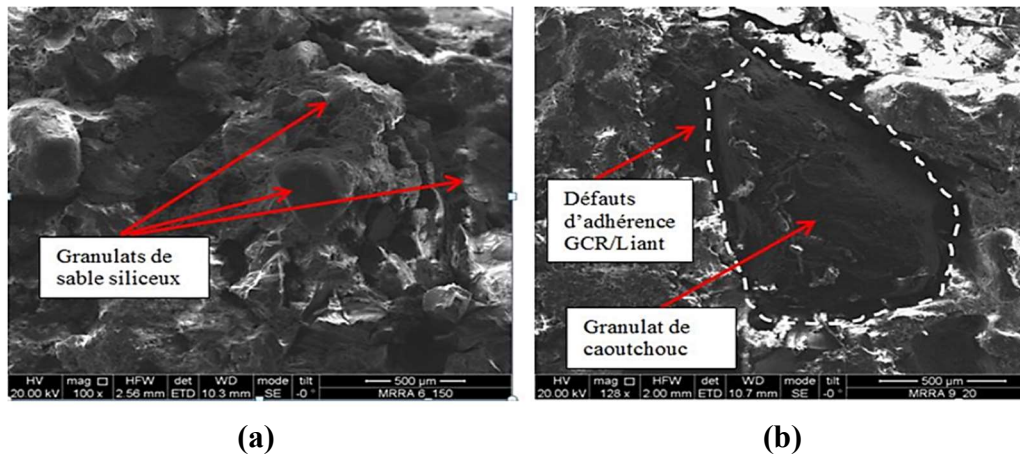 Granulats de
sable siliceux
HV mag □ HFW det WD mode tilt 500 µm
20.00 kV 100 x 2.56 mm ETD 10.3 mm SE -0° MRRA 6_150
(a)
Défauts
d'adhérence
GCR/Liant
Granulat de
caoutchouc
HV mag □ HFW det WD mode tilt 500 µm
20.00 kV 128 x 2.00 mm ETD 10.7 mm SE -0° MRRA 9_20
(b)